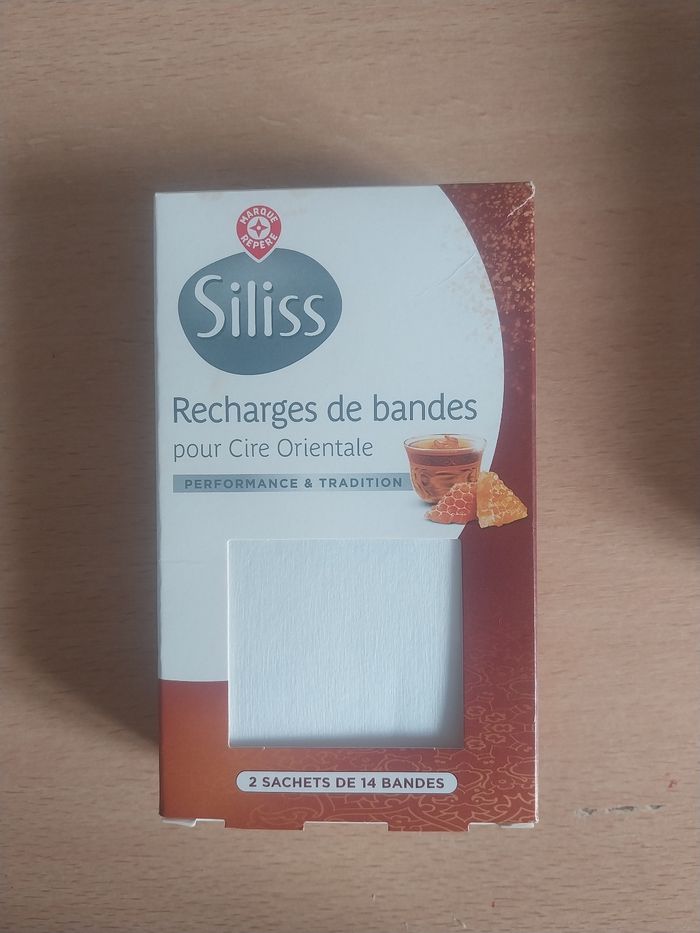 MARQUE
REPÈRE
Siliss
Recharges de bandes
pour Cire Orientale
PERFORMANCE & TRADITION
2 SACHETS DE 14 BANDES